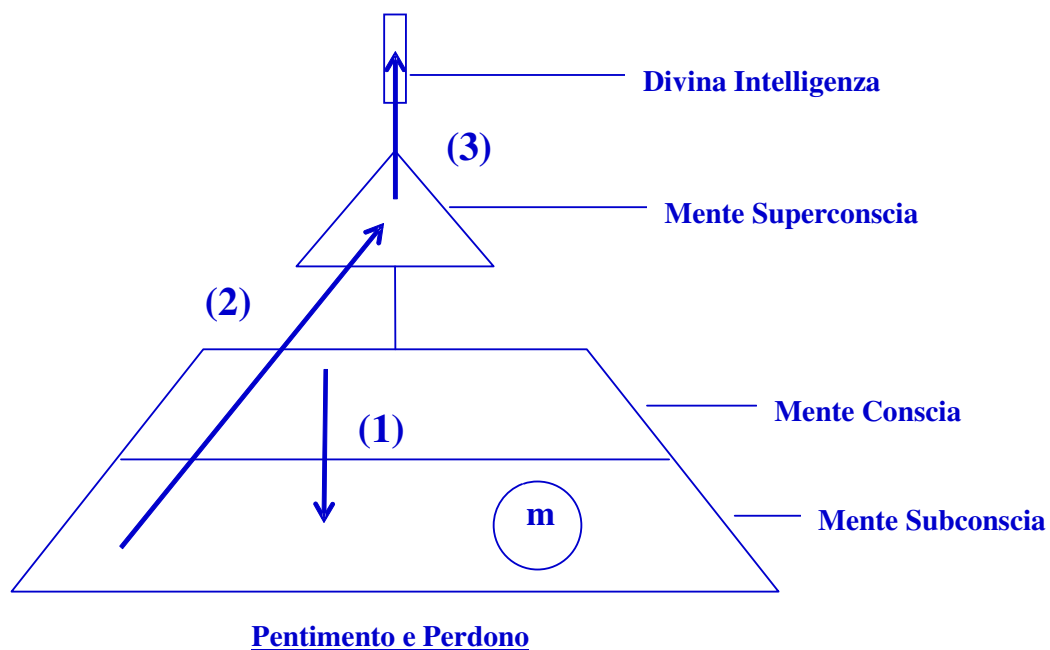 Divina Intelligenza
(3)
Mente Superconscia
(2)
Mente Conscia
(1)
m
Mente Subconscia
Pentimento e Perdono